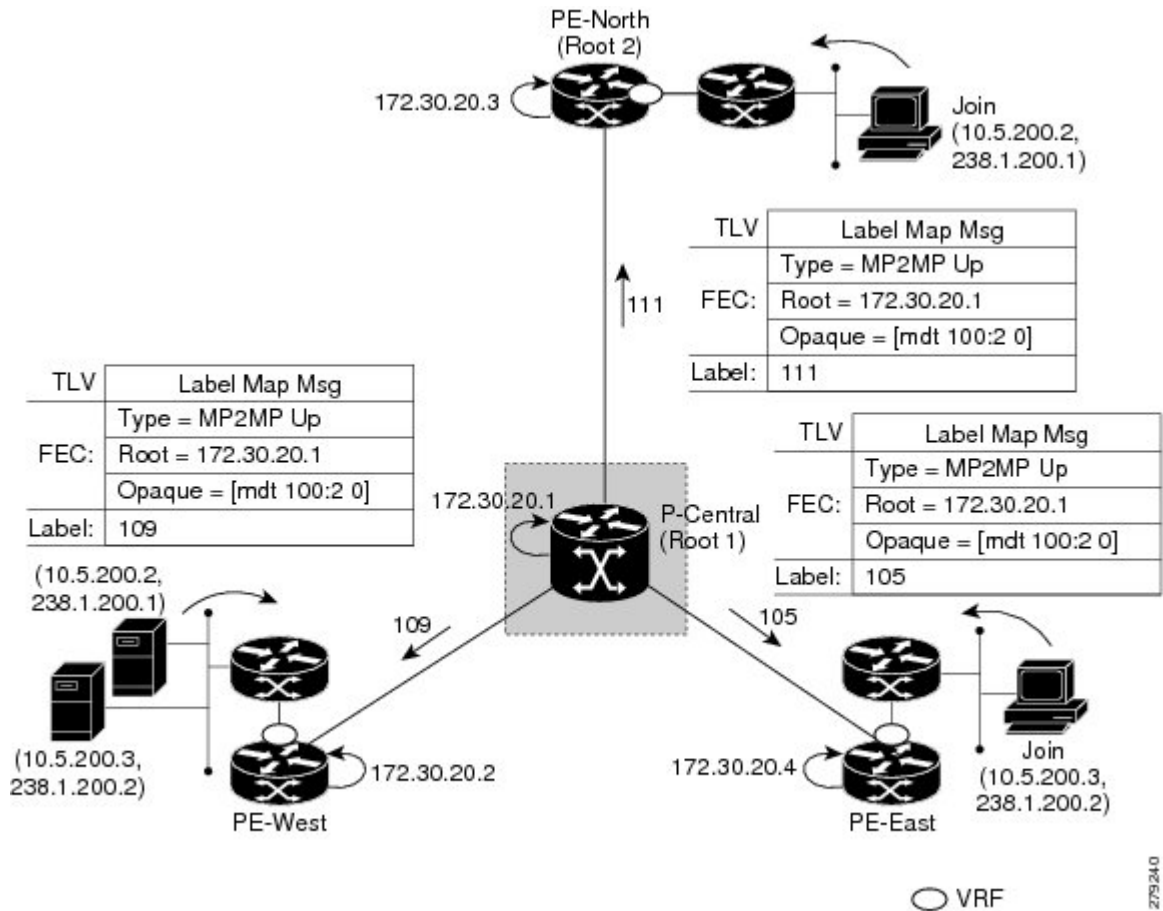 PE-North
(Root 2)
172.30.20.3
Join
(10.5.200.2,
238.1.200.1)
TLV Label Map Msg
Type = MP2MP Up
FEC: Root = 172.30.20.1
Opaque = [mdt 100:2 0]
Label: 111
111
TLV Label Map Msg
Type = MP2MP Up
FEC: Root = 172.30.20.1
Opaque = [mdt 100:2 0]
Label: 109
TLV Label Map Msg
Type = MP2MP Up
FEC: Root = 172.30.20.1
Opaque = [mdt 100:2 0]
Label: 105
172.30.20.1
P-Central
(Root 1)
(10.5.200.2,
238.1.200.1)
109
105
(10.5.200.3,
238.1.200.2)
172.30.20.2
PE-West
172.30.20.4
PE-East
Join
(10.5.200.3,
238.1.200.2)
VRF
279240